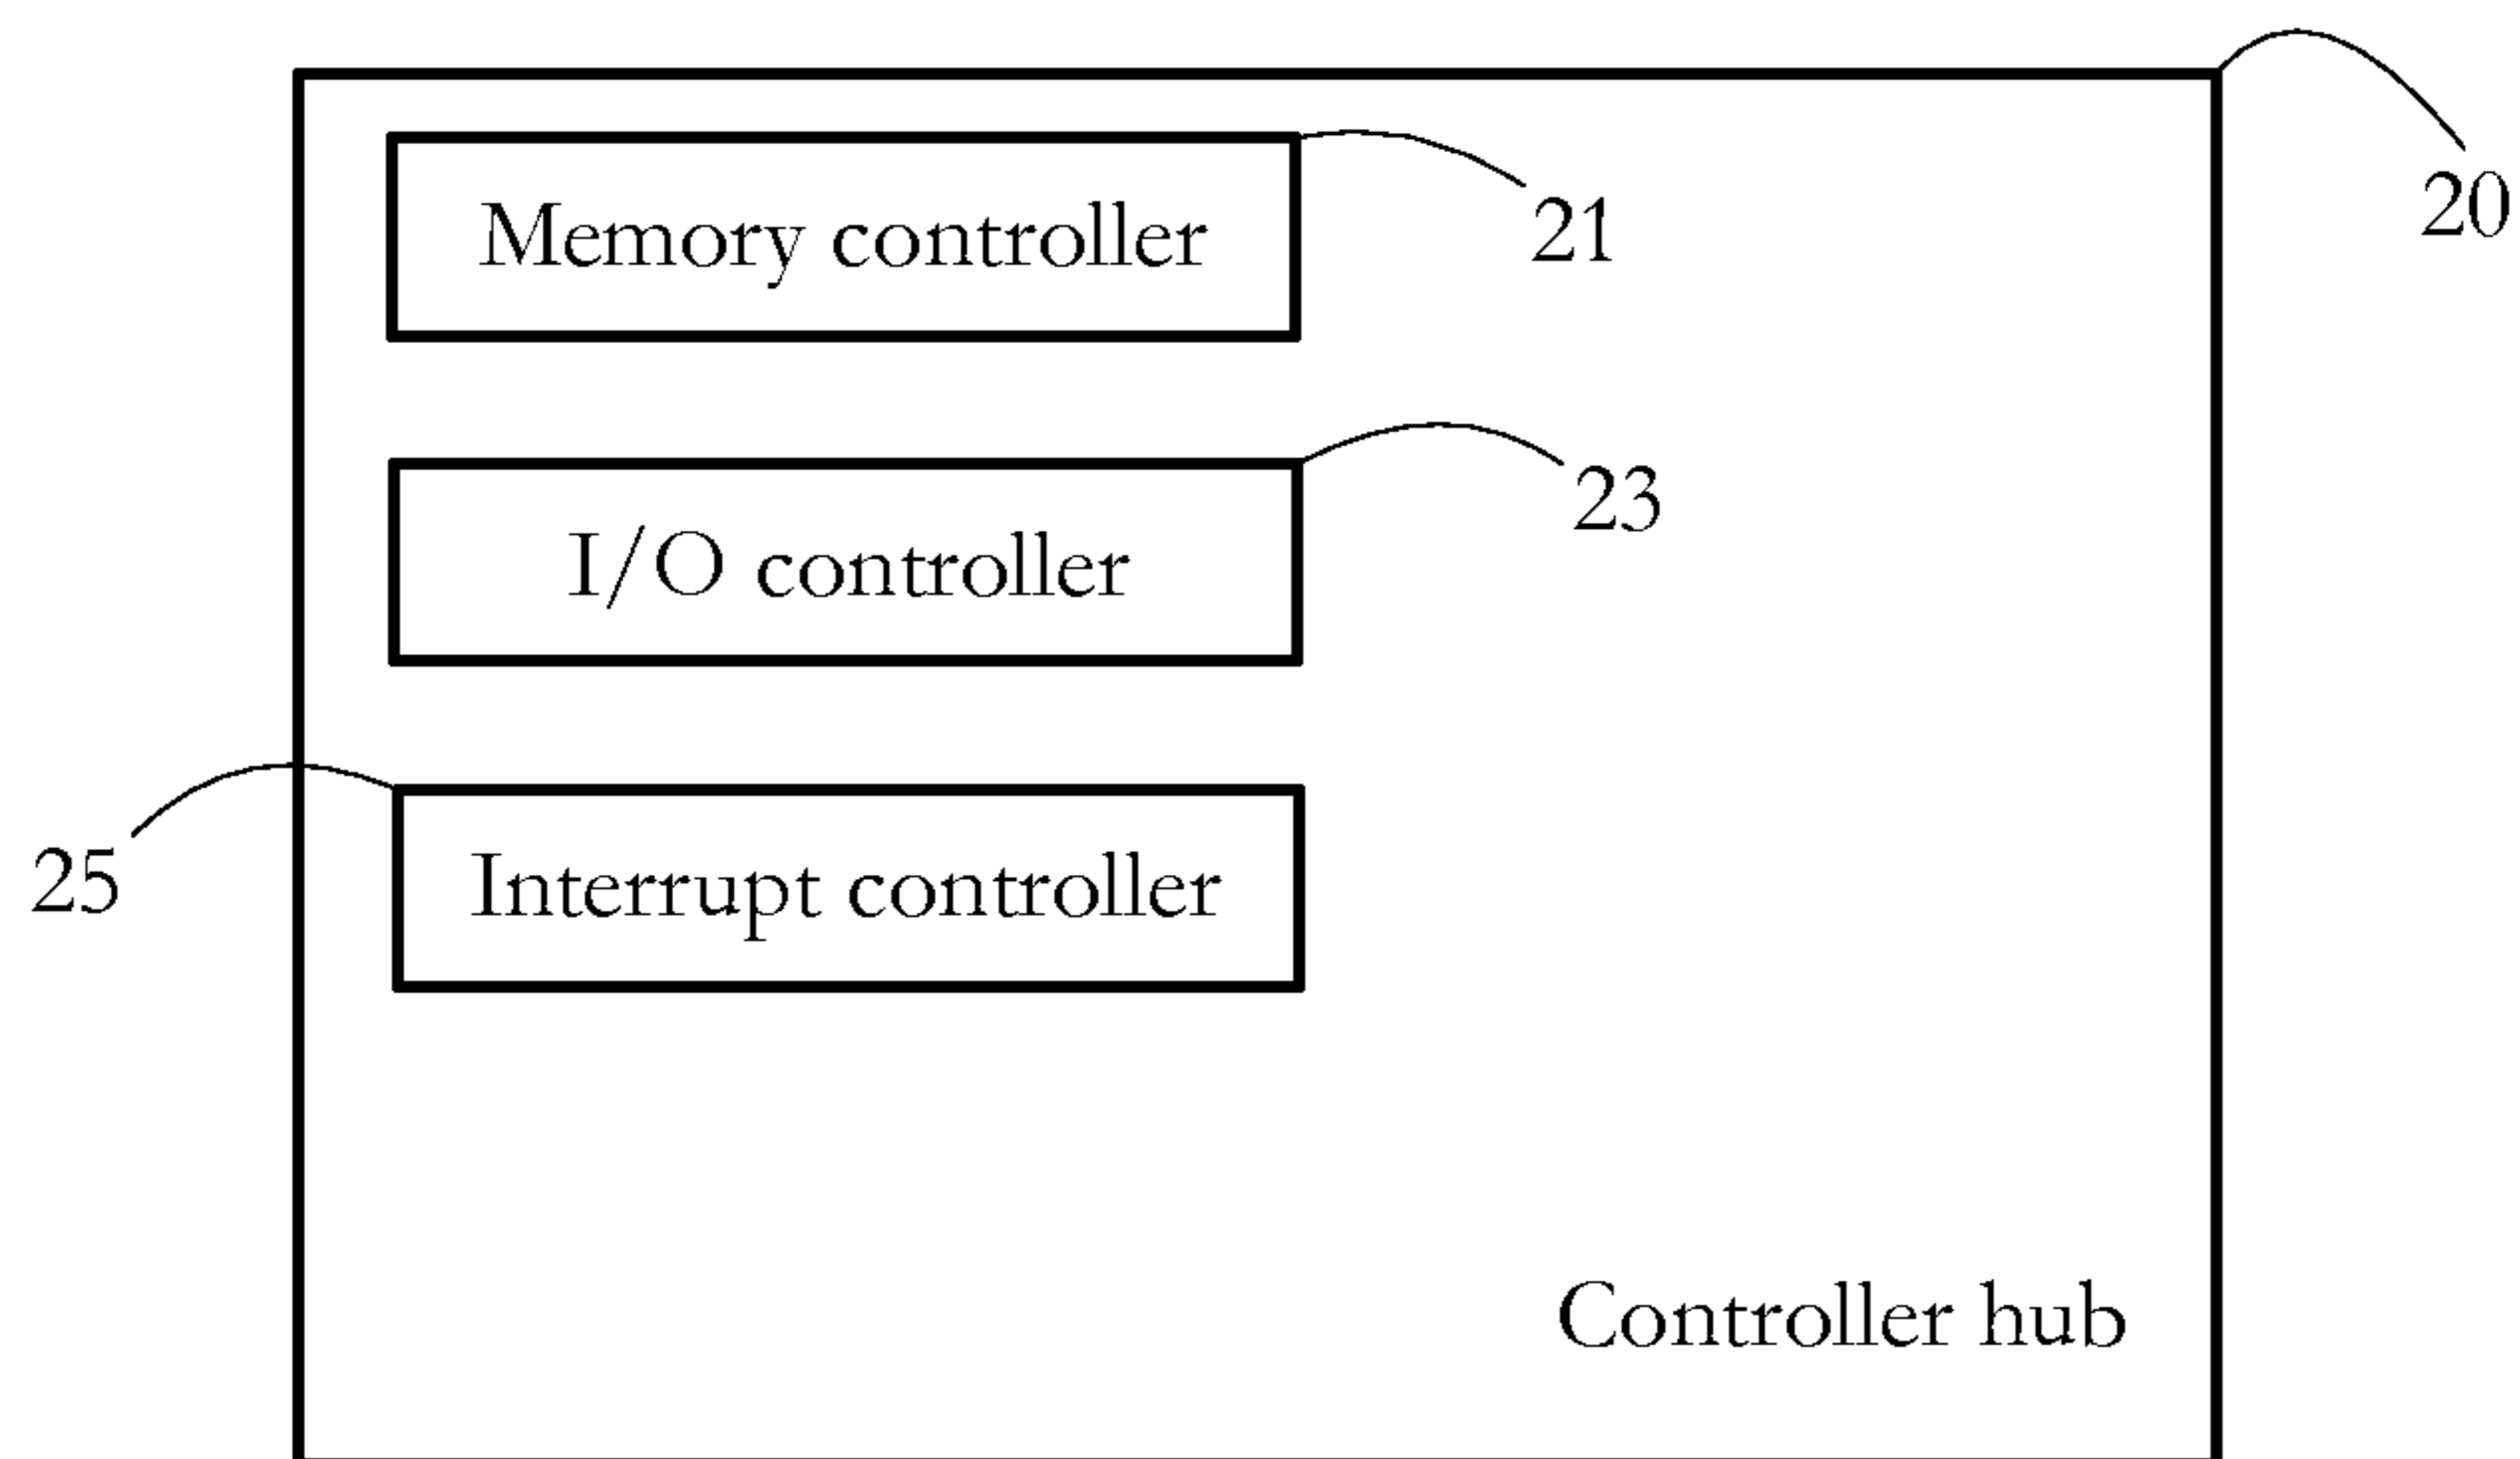 20
Memory controller
21
I/O controller
23
Interrupt controller
25
Controller hub